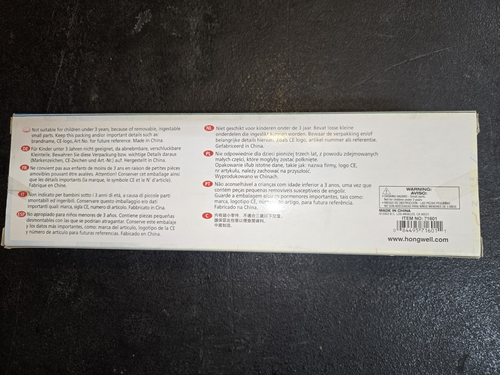 Not suitable for children under 3 years, because of removable, ingestable
small parts. Keep this packing and/or important details such as
brandname, CE logo, Art No. for future reference. Made in China.
DE Für Kinder unter 3 Jahren nicht geeignet, da abnehmbare, verschluckbare
Kleinteile. Bewahren Sie diese Verpackung bzw. wichtige Details daraus
(Markenzeichen, CE-Zeichen und Art.-Nr.) auf. Hergestellt in China.
FR Ne convient pas aux enfants de moins de 3 ans en raison de petites pièces
amovibles pouvant être avalées. Attention! Conserver cet emballage ainsi
que les détails importants (la marque, le symbole CE et le N° d'article).
Fabrique en Chine.
IT Non indicato per bambini sotto i 3 anni di età, a causa di piccole parti
smontabili ed ingeribili. Conservare questo imballaggio e/o dati
importanti quali: marca, sigla CE, numero di articolo. Fabbricato in Cina.
ESP No apropiado para niños menores de 3 años. Contiene piezas pequeñas
desmontables con las que se podrían atragantar. Conserve este embalaje
y los datos más importantes, como marca, logotipo de la CE
y número de artículo para futuras referencias. Fabricado en China.
NL Niet geschikt voor kinderen onder de 3 jaar. Bevat losse kleine
onderdelen die ingeslikt kunnen worden. Bewaar de verpakking en/of
belangrijke details hiervan, zoals CE logo, artikel nummer als referentie.
Gefabriceerd in China.
PL Nie odpowiednie dla dzieci poniżej trzech lat, z powodu zdejmowanych
małych części, które mogłyby zostać połknięte.
Opakowanie i/lub istotne dane, takie jak: nazwa firmy, logo CE,
nr artykułu, należy zachować na przyszłość.
Wyprodukowano w Chinach.
PT Não aconselhável a crianças com idade inferior a 3 anos, uma vez que
contém peças pequenas removíveis susceptíveis de ingestão.
Guarde a embalagem e/ou os pormenores importantes, tais como:
marca, logótipo CE, número do artigo, para futura referência.
Fabricado na China.
C
WARNING:
MADE IN CHINA
ITEM NO: 71601
www.hongwell.com